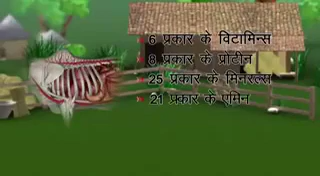 6 प्रकार के विटामिन्स
8 प्रकार के प्रोटीन
25 प्रकार के मिनरल्स
21 प्रकार के एमिन